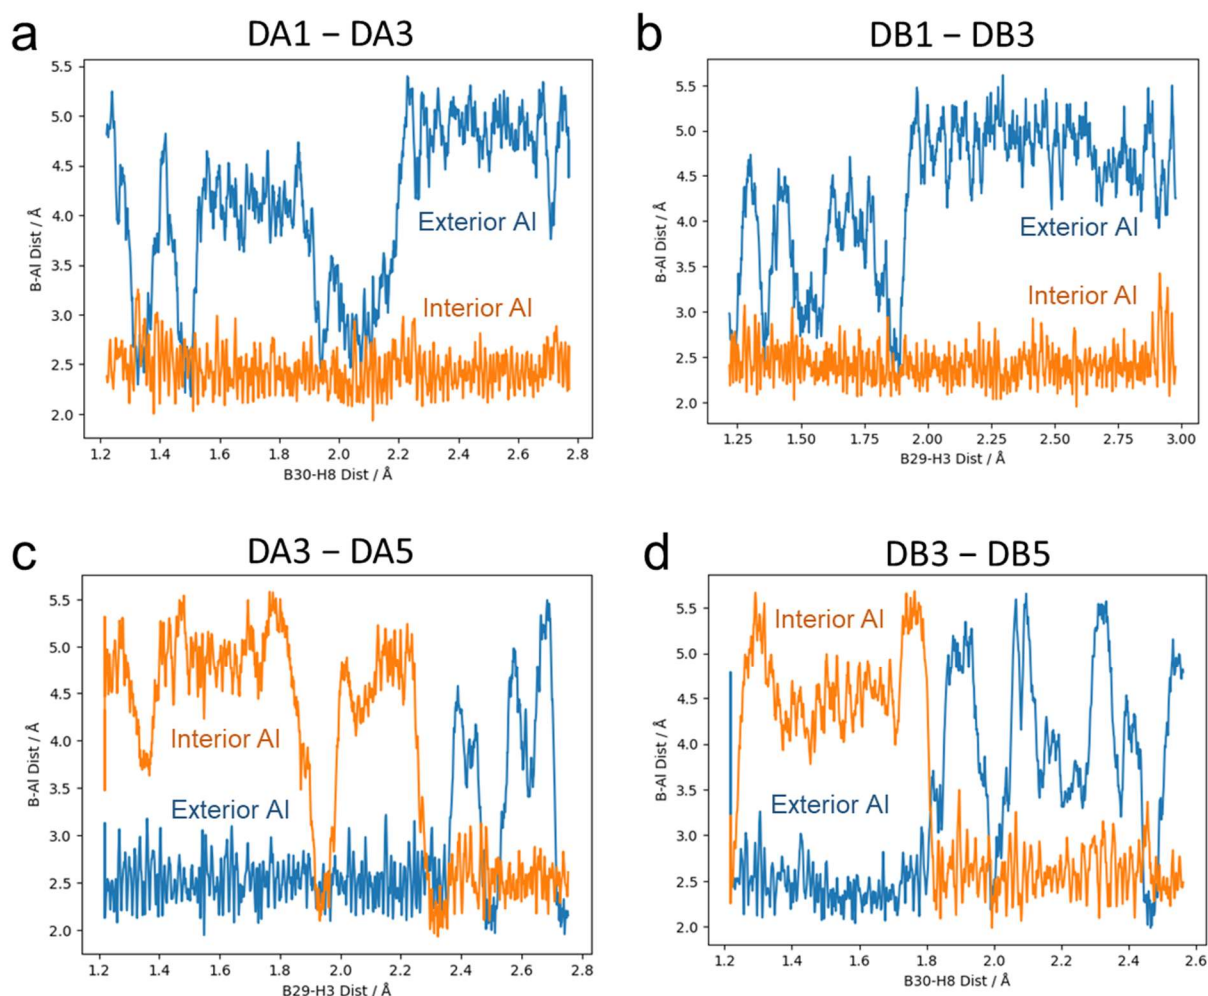 a
DA1 – DA3
5.5
5.0
4.5
4.0
3.5
3.0
2.5
2.0
B-Al Dist / Å
Exterior Al
Interior Al
1.2 1.4 1.6 1.8 2.0 2.2 2.4 2.6 2.8
B30-H8 Dist / Å
b
DB1 – DB3
5.5
5.0
4.5
4.0
3.5
3.0
2.5
2.0
B-Al Dist / Å
Exterior Al
Interior Al
1.25 1.50 1.75 2.00 2.25 2.50 2.75 3.00
B29-H3 Dist / Å
c
DA3 – DA5
5.5
5.0
4.5
4.0
3.5
3.0
2.5
2.0
B-Al Dist / Å
Interior Al
Exterior Al
1.2 1.4 1.6 1.8 2.0 2.2 2.4 2.6 2.8
B29-H3 Dist / Å
d
DB3 – DB5
5.5
5.0
4.5
4.0
3.5
3.0
2.5
2.0
B-Al Dist / Å
Interior Al
Exterior Al
1.2 1.4 1.6 1.8 2.0 2.2 2.4 2.6
B30-H8 Dist / Å